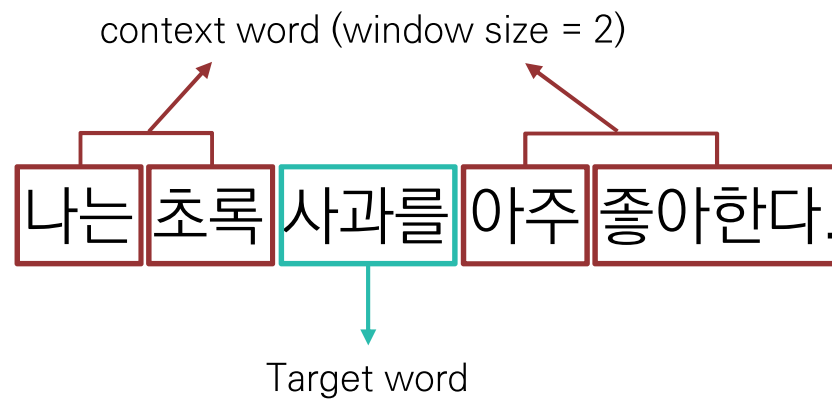 context word (window size = 2)
나는 초록 사과를 아주 좋아한다.
Target word